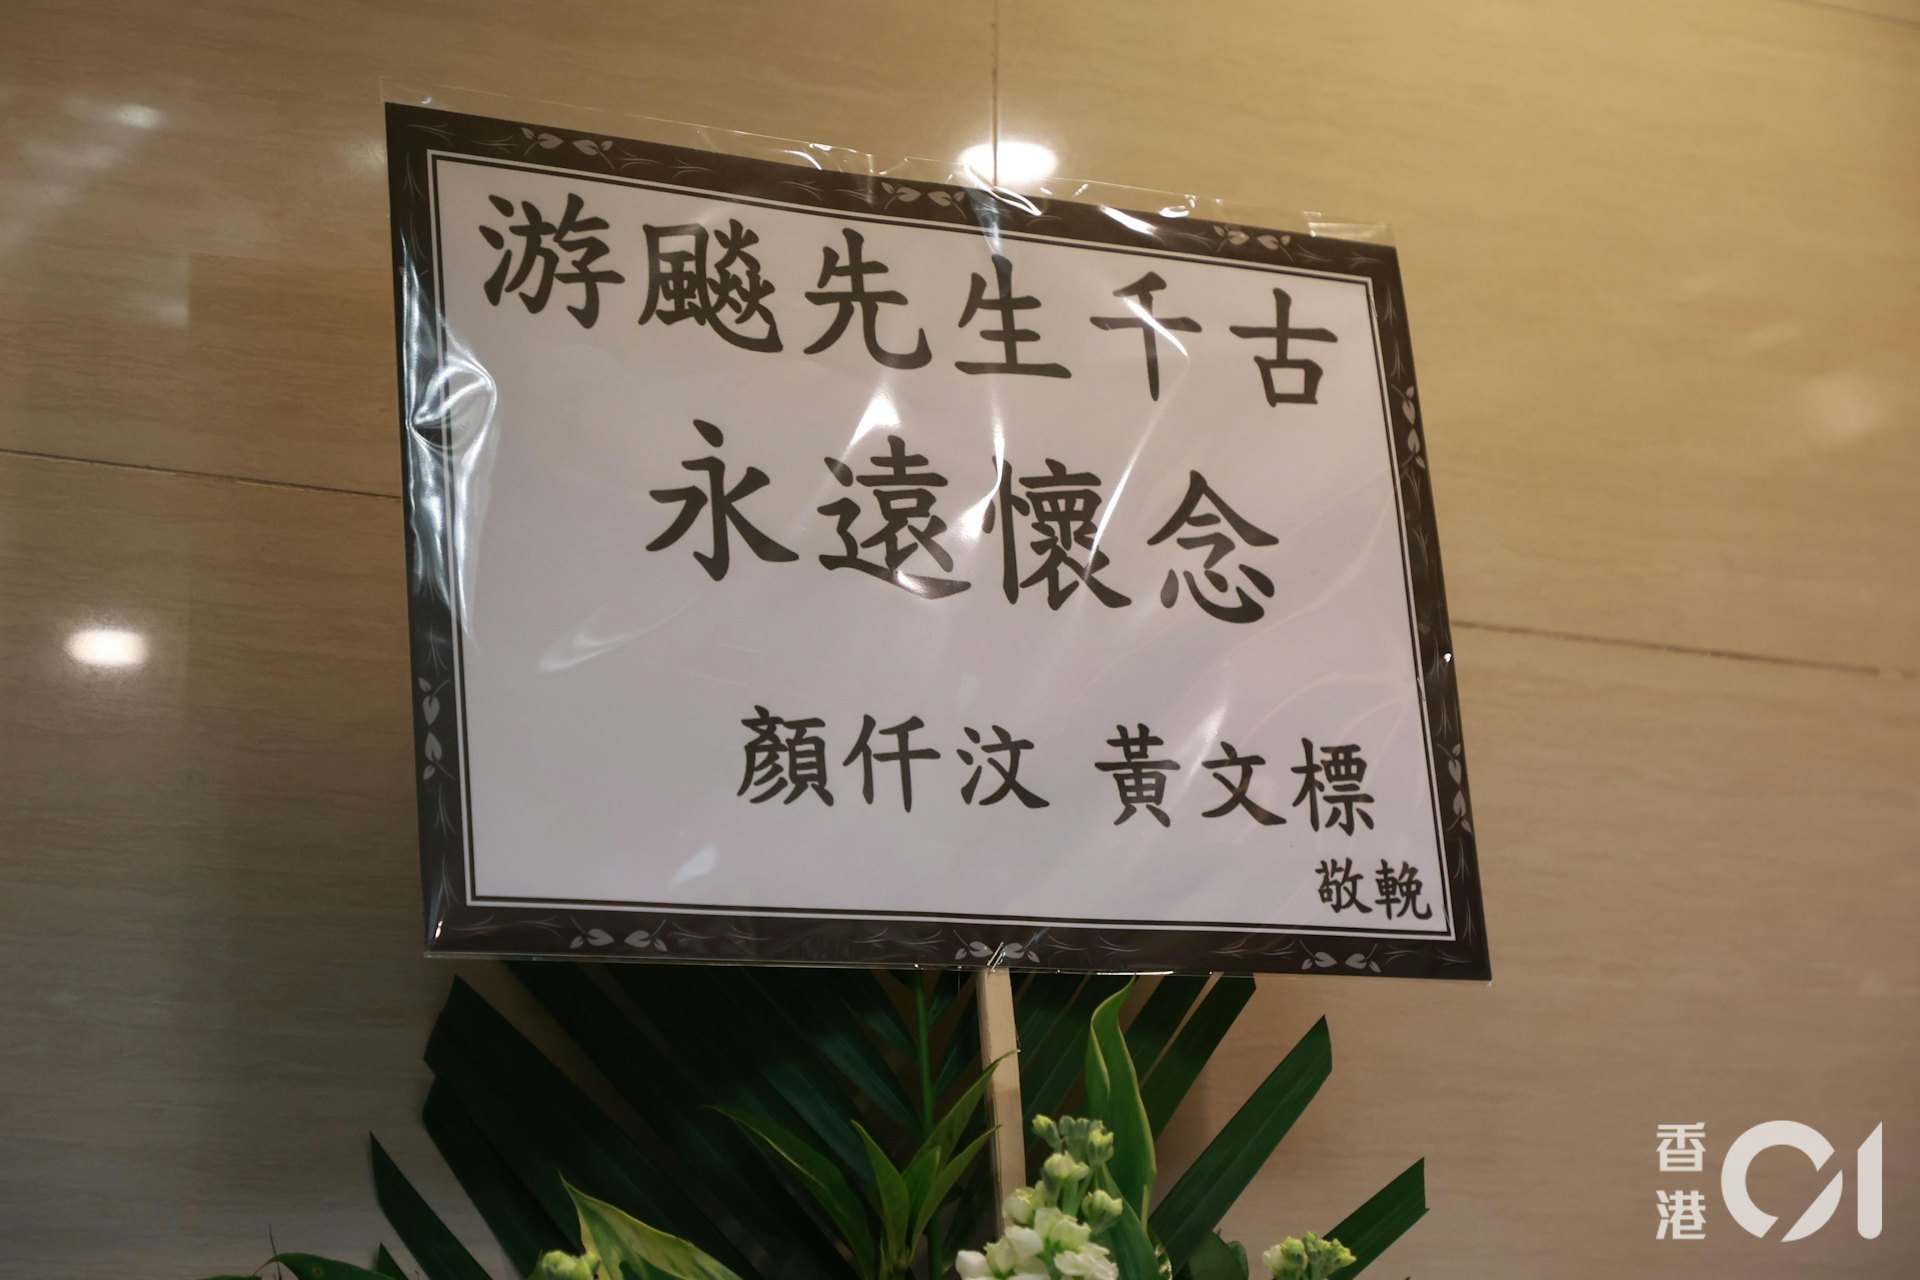 游飈先生千古
永遠懷念
顏仟汶 黃文標
敬輓
香港01